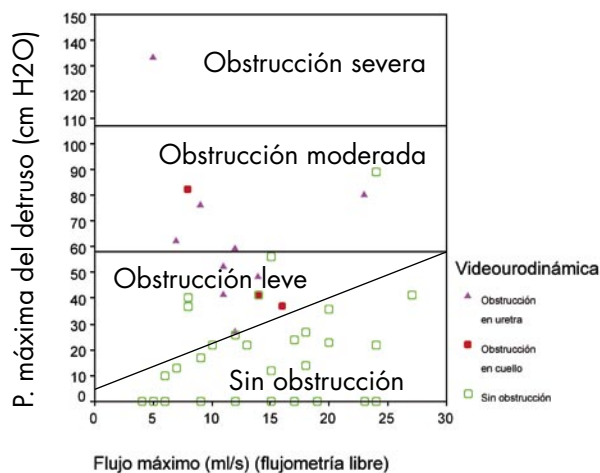 P. máxima del detruso (cm H2O)
150
140
130
120
110
100
90
80
70
60
50
40
30
20
10
0
Obstrucción severa
Obstrucción moderada
Obstrucción leve
Sin obstrucción
0 5 10 15 20 25 30
Flujo máximo (ml/s) (flujometría libre)
Videourodinámica
Obstrucción
en uretra
Obstrucción
en cuello
Sin obstrucción